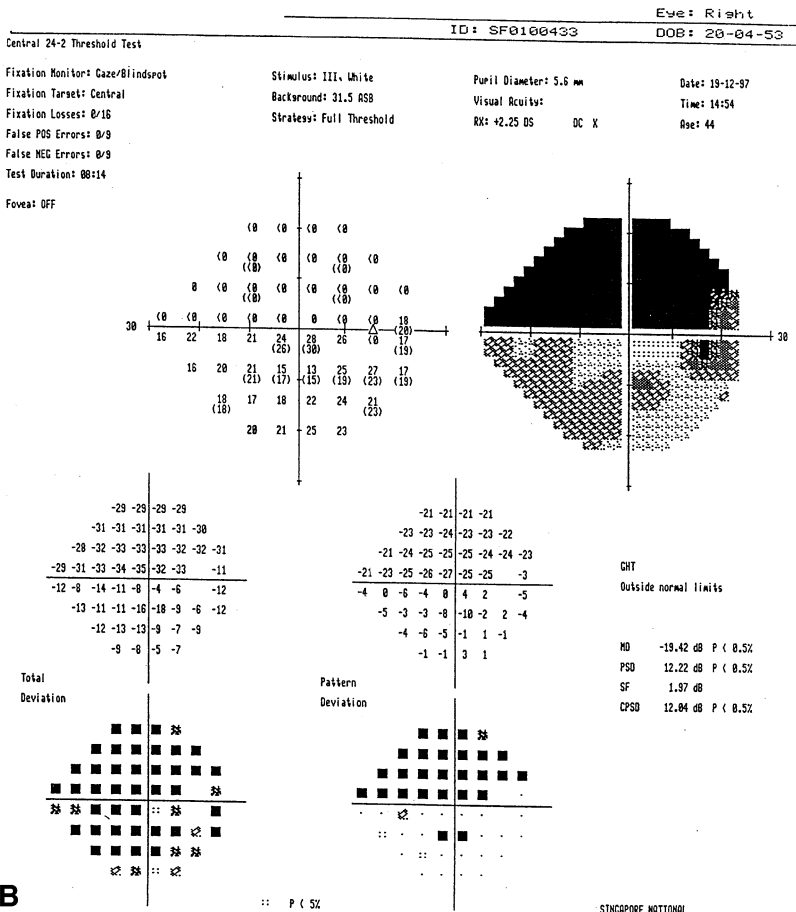 Eye: Right
ID: SF0100433 DOB: 20-04-53
Central 24-2 Threshold Test
Fixation Monitor: Gaze/Blindspot Stimulus: III, White Pupil Diameter: 5.6 mm Date: 19-12-97
Fixation Target: Central Background: 31.5 ASB Visual Acuity: Time: 14:54
Fixation Losses: 0/16 Strategy: Full Threshold RX: +2.25 DS DC X Age: 44
False POS Errors: 0/9
False NEG Errors: 0/9
Test Duration: 08:14
Fovea: OFF
<0 <0 <0 <0
<0 <0 <0 <0 <0 <0
(<0) (<0)
0 <0 <0 <0 <0 <0 <0 <0
(<0) (<0)
<0 <0 <0 <0 <0 0 <0 <0 18
30 (20) 30
16 22 18 21 24 28 26 <0 17
(26) (30) (19)
16 20 21 15 13 25 27 17
(21) (17) (15) (19) (23) (19)
18 17 18 22 24 21
(18) (23)
20 21 25 23
-29 -29 -29 -29 -21 -21 -21 -21
-31 -31 -31 -31 -31 -30 -23 -23 -24 -23 -23 -22
-28 -32 -33 -33 -33 -32 -32 -31 -21 -24 -25 -25 -25 -24 -24 -23
-29 -31 -33 -34 -35 -32 -33 -11 -21 -23 -25 -26 -27 -25 -25 -3
GHT
-12 -8 -14 -11 -8 -4 -6 -12 -4 0 -6 -4 0 4 2 -5
Outside normal limits
-13 -11 -11 -16 -18 -9 -6 -12 -5 -3 -3 -8 -10 -2 2 -4
-12 -13 -13 -9 -7 -9 -4 -6 -5 -1 1 -1
-9 -8 -5 -7 -1 -1 3 1
MD -19.42 dB P < 0.5%
PSD 12.22 dB P < 0.5%
SF 1.97 dB
CPSD 12.04 dB P < 0.5%
Total Deviation
Pattern Deviation
B
P < 5%
SINGAPORE NATIONAL